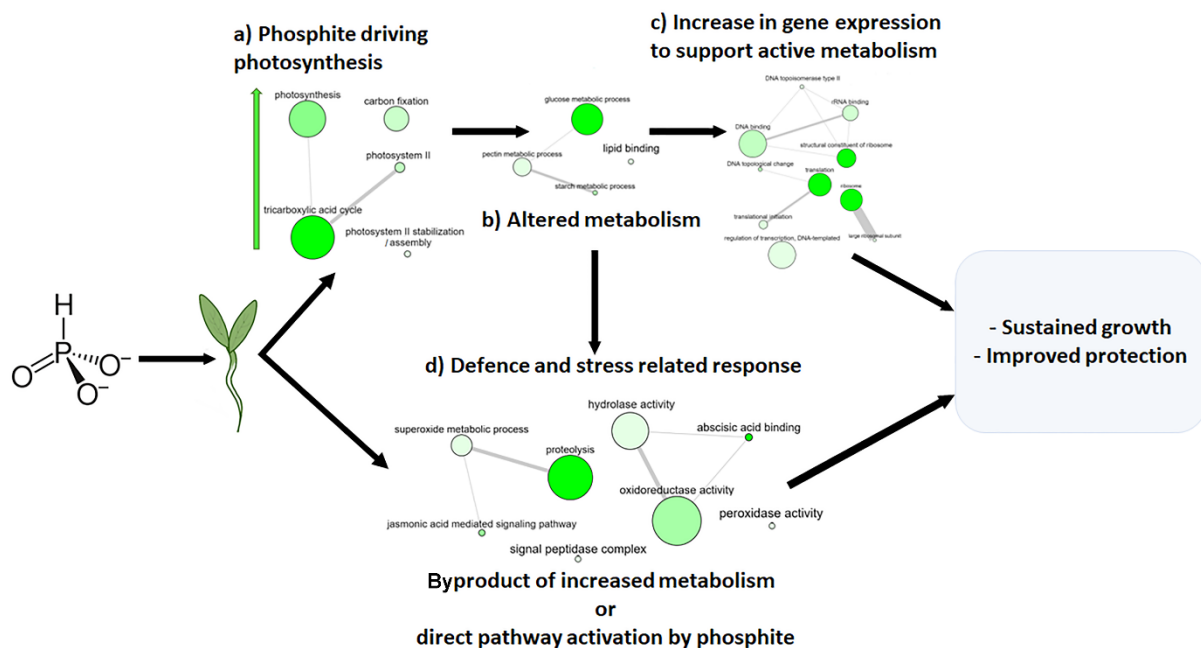 a) Phosphite driving
photosynthesis
photosynthesis
carbon fixation
photosystem II
tricarboxylic acid cycle
photosystem II stabilization
/ assembly
glucose metabolic process
pectin metabolic process
lipid binding
starch metabolic process
b) Altered metabolism
c) Increase in gene expression
to support active metabolism
DNA topoisomerase type II
rRNA binding
DNA binding
structural constituent of ribosome
DNA topological change
translation
ribosome
translational initiation
large ribosomal subunit
regulation of transcription, DNA-templated
H
P
O
O−
O−
- Sustained growth
- Improved protection
d) Defence and stress related response
hydrolase activity
superoxide metabolic process
abscisic acid binding
proteolysis
oxidoreductase activity
peroxidase activity
jasmonic acid mediated signaling pathway
signal peptidase complex
Byproduct of increased metabolism
or
direct pathway activation by phosphite